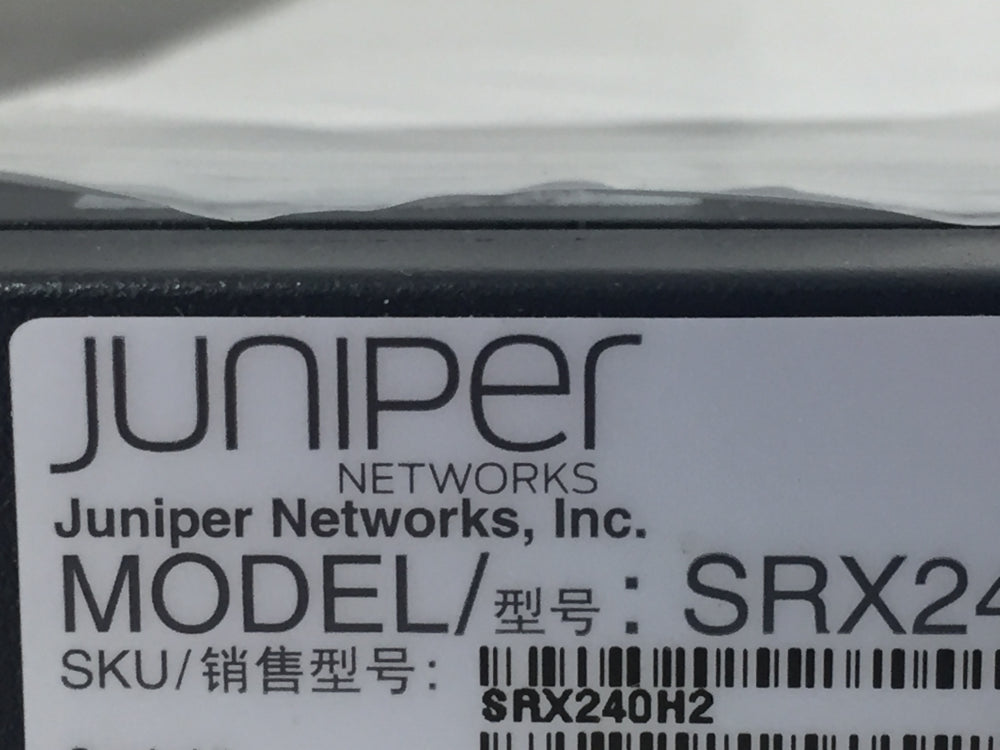 Juniper
NETWORKS
Juniper Networks, Inc.
MODEL/型号: SRX24
SKU/销售型号:
SRX240H2